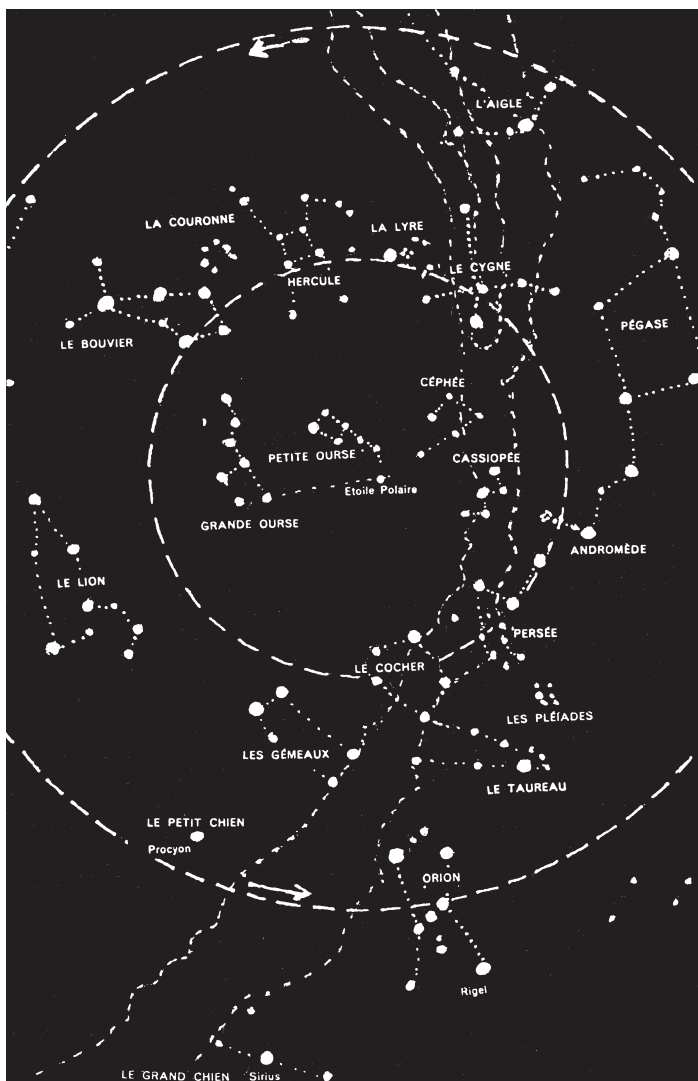 L'AIGLE
LA COURONNE
LA LYRE
LE CYGNE
HERCULE
LE BOUVIER
PÉGASE
CÉPHÉE
PETITE OURSE
CASSIOPÉE
Etoile Polaire
GRANDE OURSE
ANDROMÈDE
LE LION
PERSÉE
LE COCHER
LES PLÉIADES
LES GÉMEAUX
LE TAUREAU
LE PETIT CHIEN
Procyon
ORION
Rigel
LE GRAND CHIEN Sirius